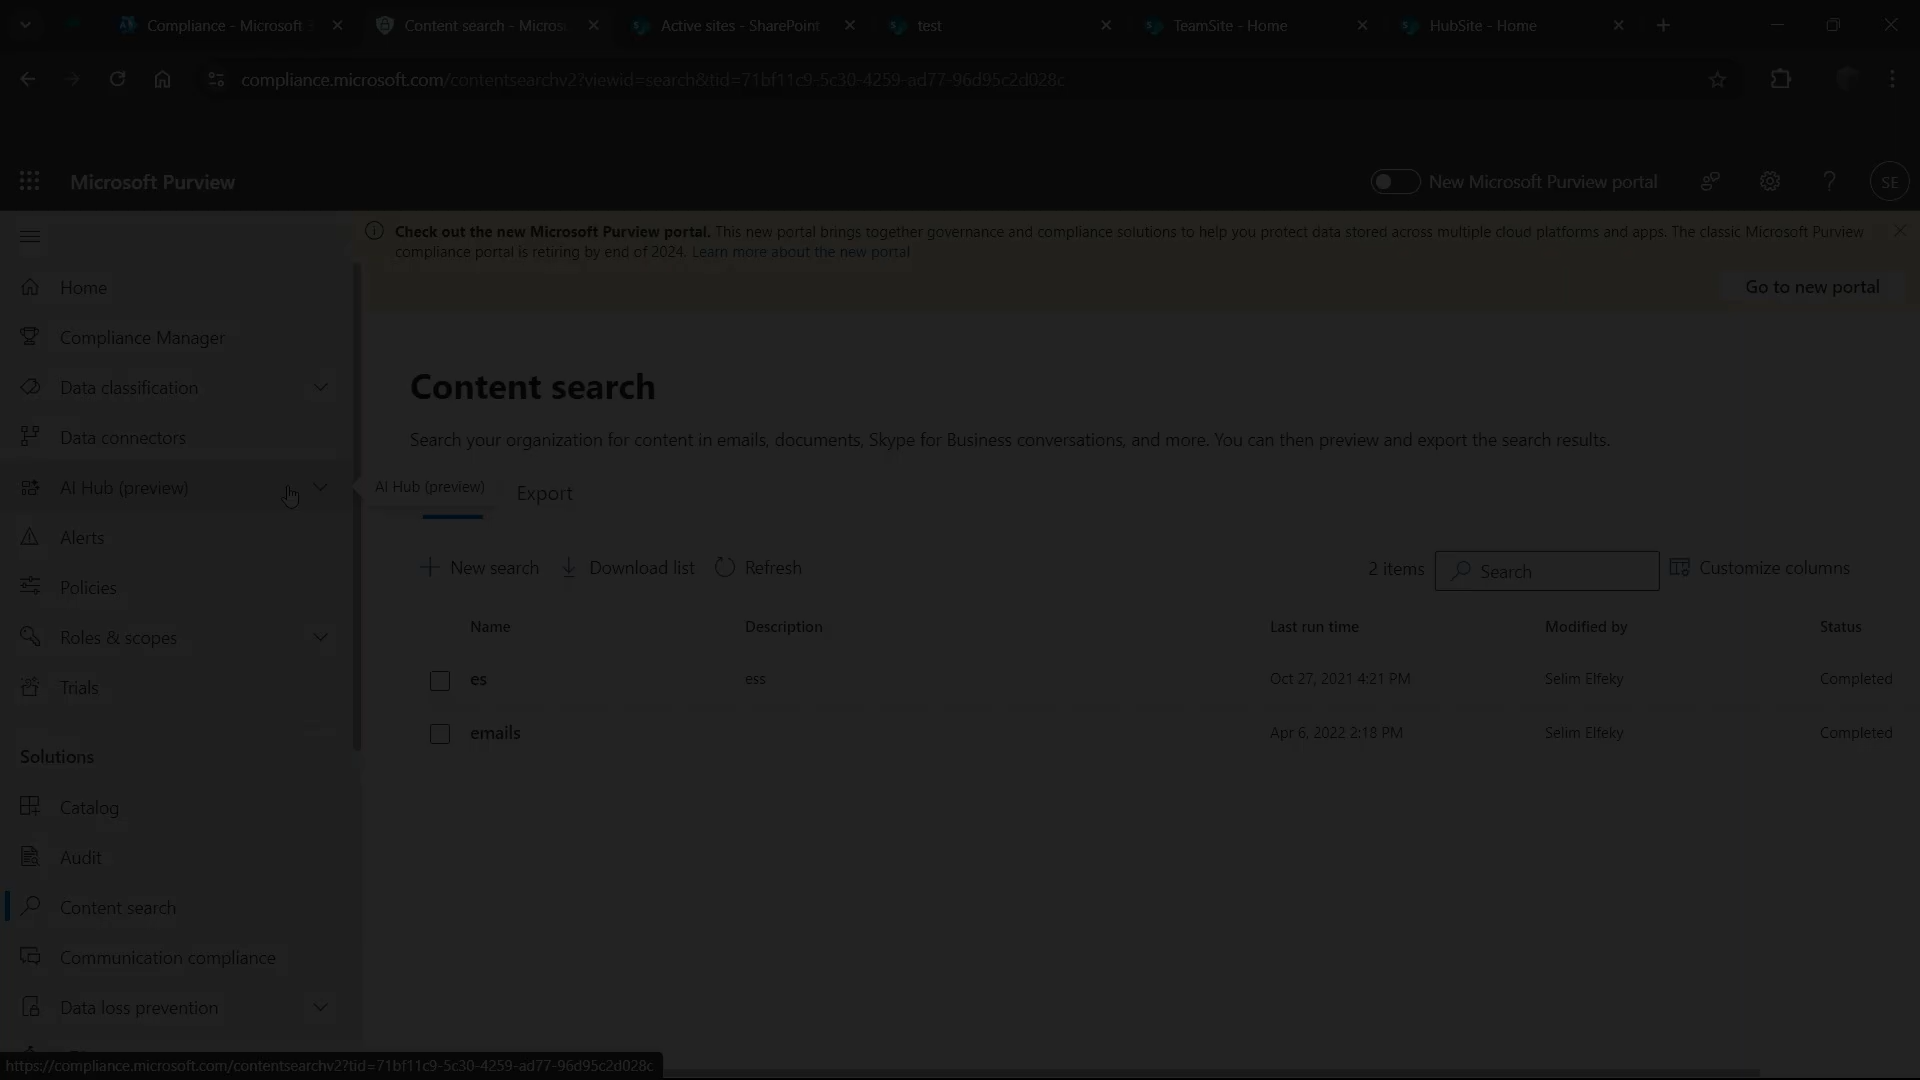 Compliance - Microsoft
Content search - Micros
Active sites - SharePoint
test
TeamSite - Home
HubSite - Home
compliance.microsoft.com/contentsearchv2?viewid=search&tid=71bf11c9-5c30-4259-ad77-96d95c2d028c
Microsoft Purview
New Microsoft Purview portal
SE
Check out the new Microsoft Purview portal. This new portal brings together governance and compliance solutions to help you protect data stored across multiple cloud platforms and apps. The classic Microsoft Purview
compliance portal is retiring by end of 2024. Learn more about the new portal
Go to new portal
Home
Compliance Manager
Data classification
Data connectors
AI Hub (preview)
Alerts
Policies
Roles & scopes
Trials
Solutions
Catalog
Audit
Content search
Communication compliance
Data loss prevention
Content search
Search your organization for content in emails, documents, Skype for Business conversations, and more. You can then preview and export the search results.
AI Hub (preview)
Export
New search
Download list
Refresh
2 items
Search
Customize columns
Name Description Last run time Modified by Status
es ess Oct 27, 2021 4:21 PM Selim Elfeky Completed
emails Apr 6, 2022 2:18 PM Selim Elfeky Completed
https://compliance.microsoft.com/contentsearchv2?tid=71bf11c9-5c30-4259-ad77-96d95c2d028c